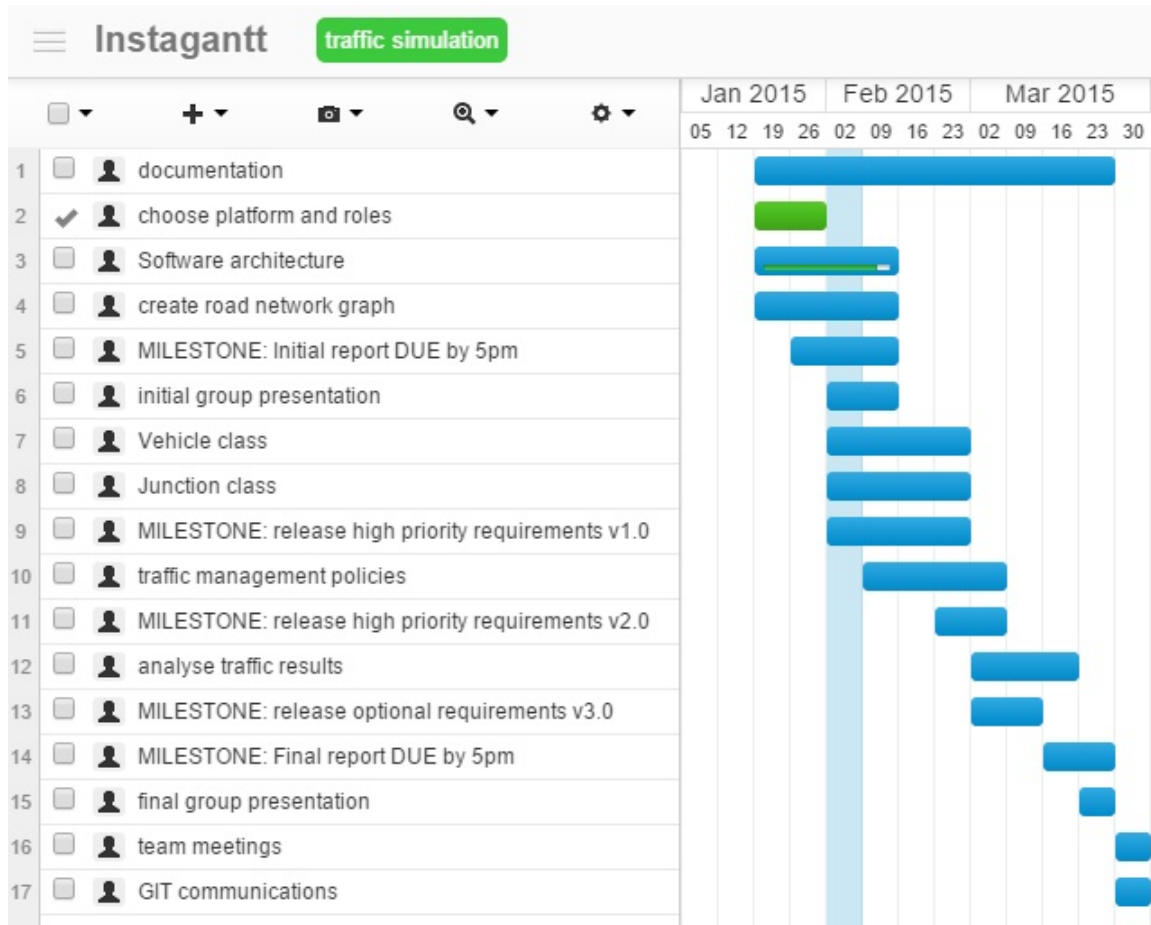 Instagantt traffic simulation
Jan 2015 Feb 2015 Mar 2015
05 12 19 26 02 09 16 23 02 09 16 23 30
1 documentation
2 choose platform and roles
3 Software architecture
4 create road network graph
5 MILESTONE: Initial report DUE by 5pm
6 initial group presentation
7 Vehicle class
8 Junction class
9 MILESTONE: release high priority requirements v1.0
10 traffic management policies
11 MILESTONE: release high priority requirements v2.0
12 analyse traffic results
13 MILESTONE: release optional requirements v3.0
14 MILESTONE: Final report DUE by 5pm
15 final group presentation
16 team meetings
17 GIT communications